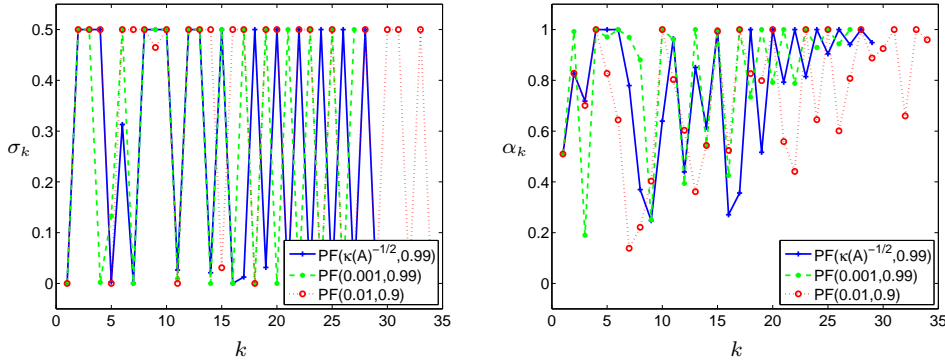 0.5
0.4
0.3
0.2
0.1
0
σk
0 5 10 15 20 25 30 35
k
PF(κ(A)−1/2,0.99)
PF(0.001,0.99)
PF(0.01,0.9)
1
0.8
0.6
0.4
0.2
0
αk
0 5 10 15 20 25 30 35
k
PF(κ(A)−1/2,0.99)
PF(0.001,0.99)
PF(0.01,0.9)